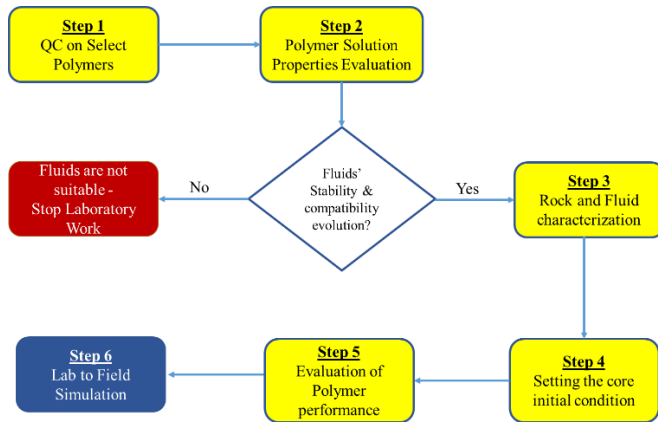 Step 1
QC on Select
Polymers
Step 2
Polymer Solution
Properties Evaluation
Fluids are not
suitable -
Stop Laboratory
Work
No
Fluids'
Stability &
compatibility
evolution?
Yes
Step 3
Rock and Fluid
characterization
Step 6
Lab to Field
Simulation
Step 5
Evaluation of
Polymer
performance
Step 4
Setting the core
initial condition